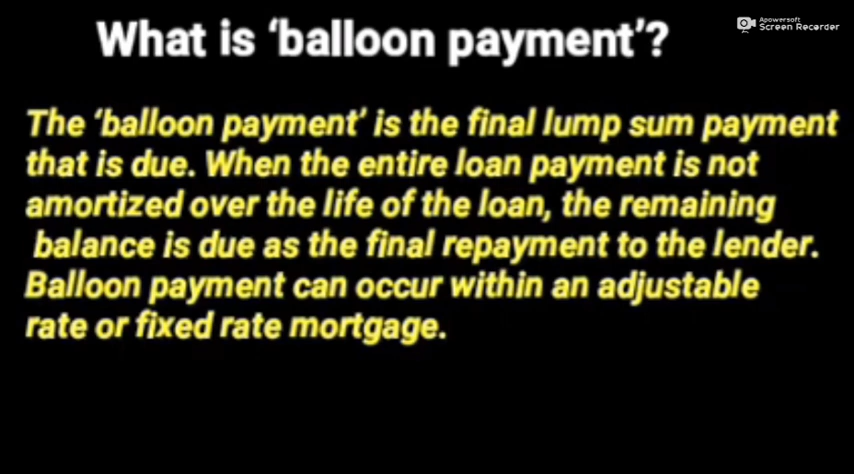 What is ‘balloon payment’?
Apowersoft
Screen Recorder
The ‘balloon payment’ is the final lump sum payment
that is due. When the entire loan payment is not
amortized over the life of the loan, the remaining
balance is due as the final repayment to the lender.
Balloon payment can occur within an adjustable
rate or fixed rate mortgage.